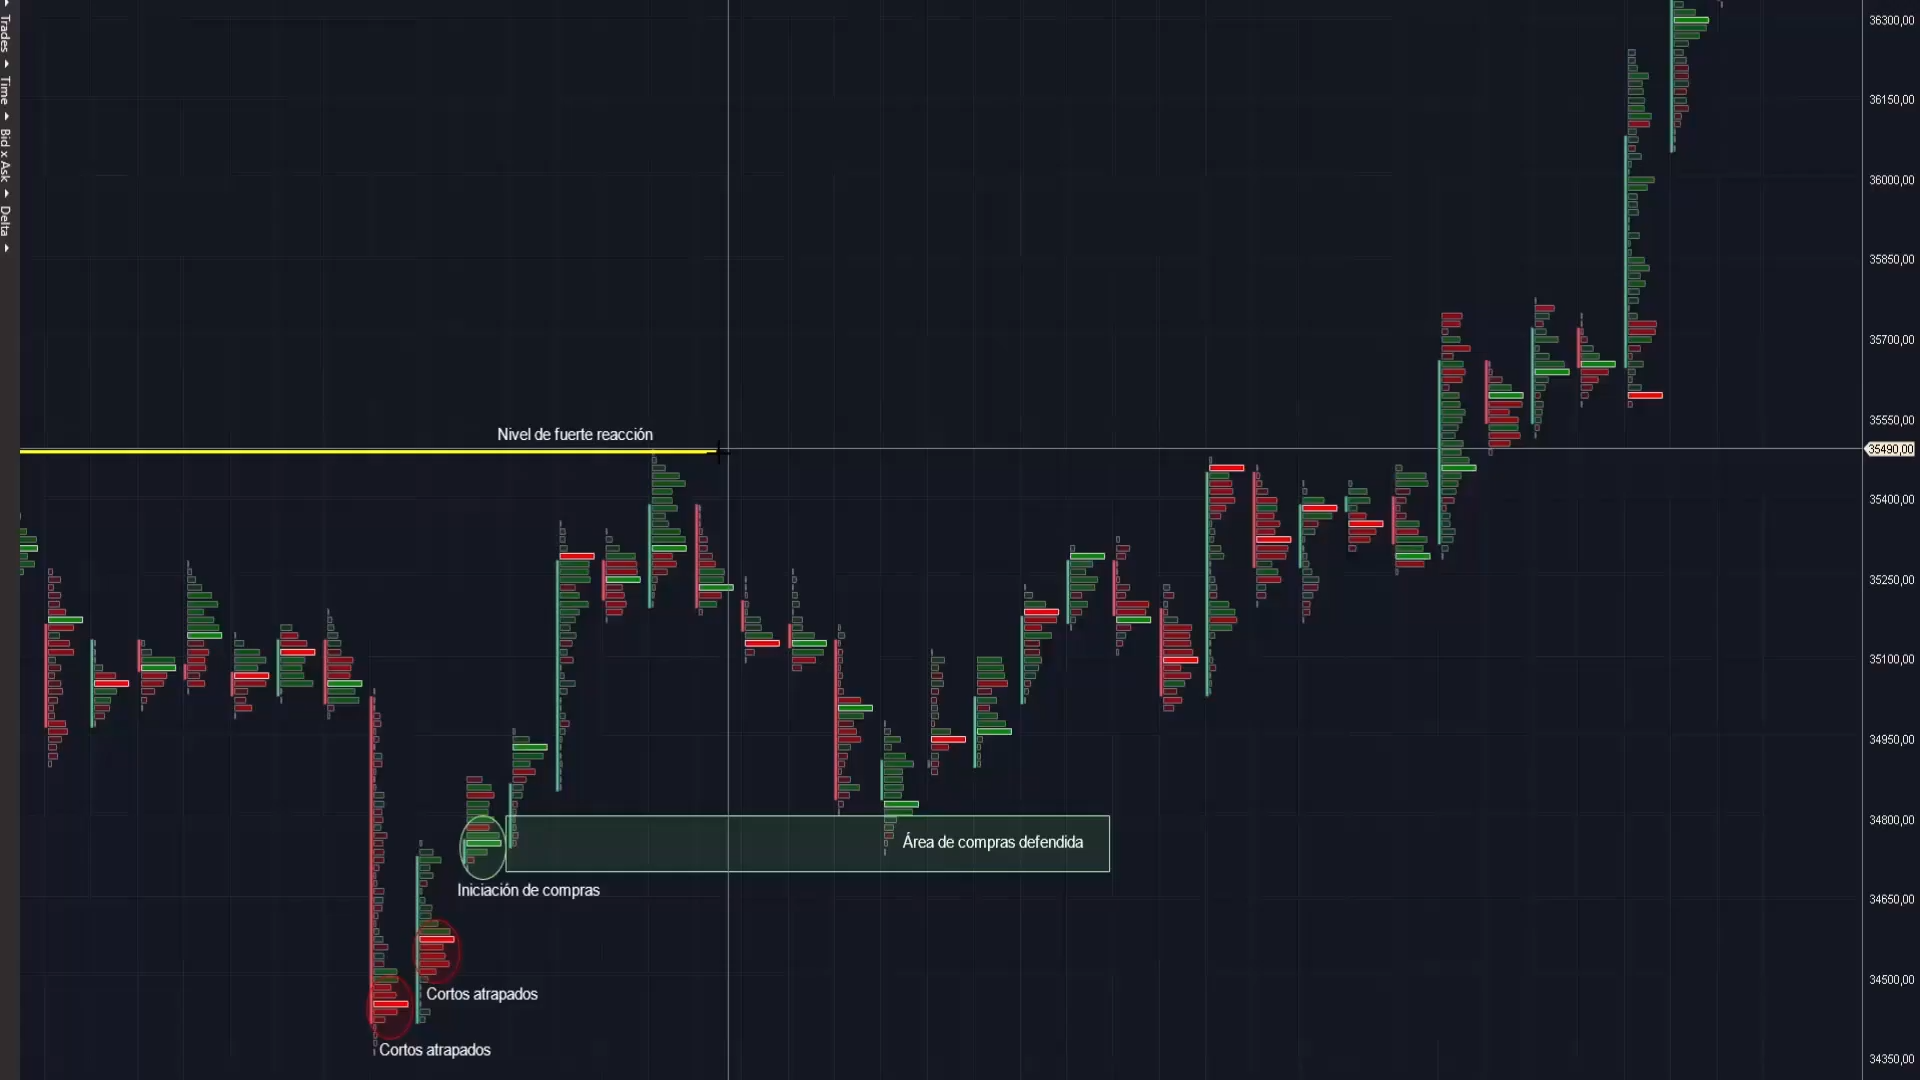 Trades
Time
Bid x Ask
Delta
36300,00
36150,00
36000,00
35850,00
35700,00
35550,00
35490,00
35400,00
35250,00
35100,00
34950,00
34800,00
34650,00
34500,00
34350,00
Nivel de fuerte reacción
Área de compras defendida
Iniciación de compras
Cortos atrapados
Cortos atrapados